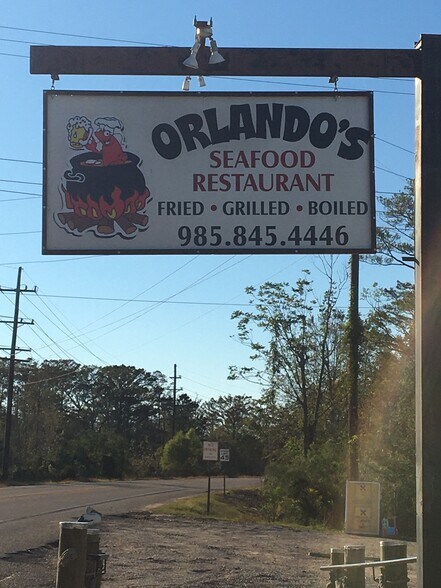 ORLANDO'S
SEAFOOD
RESTAURANT
FRIED • GRILLED • BOILED
985.845.4446